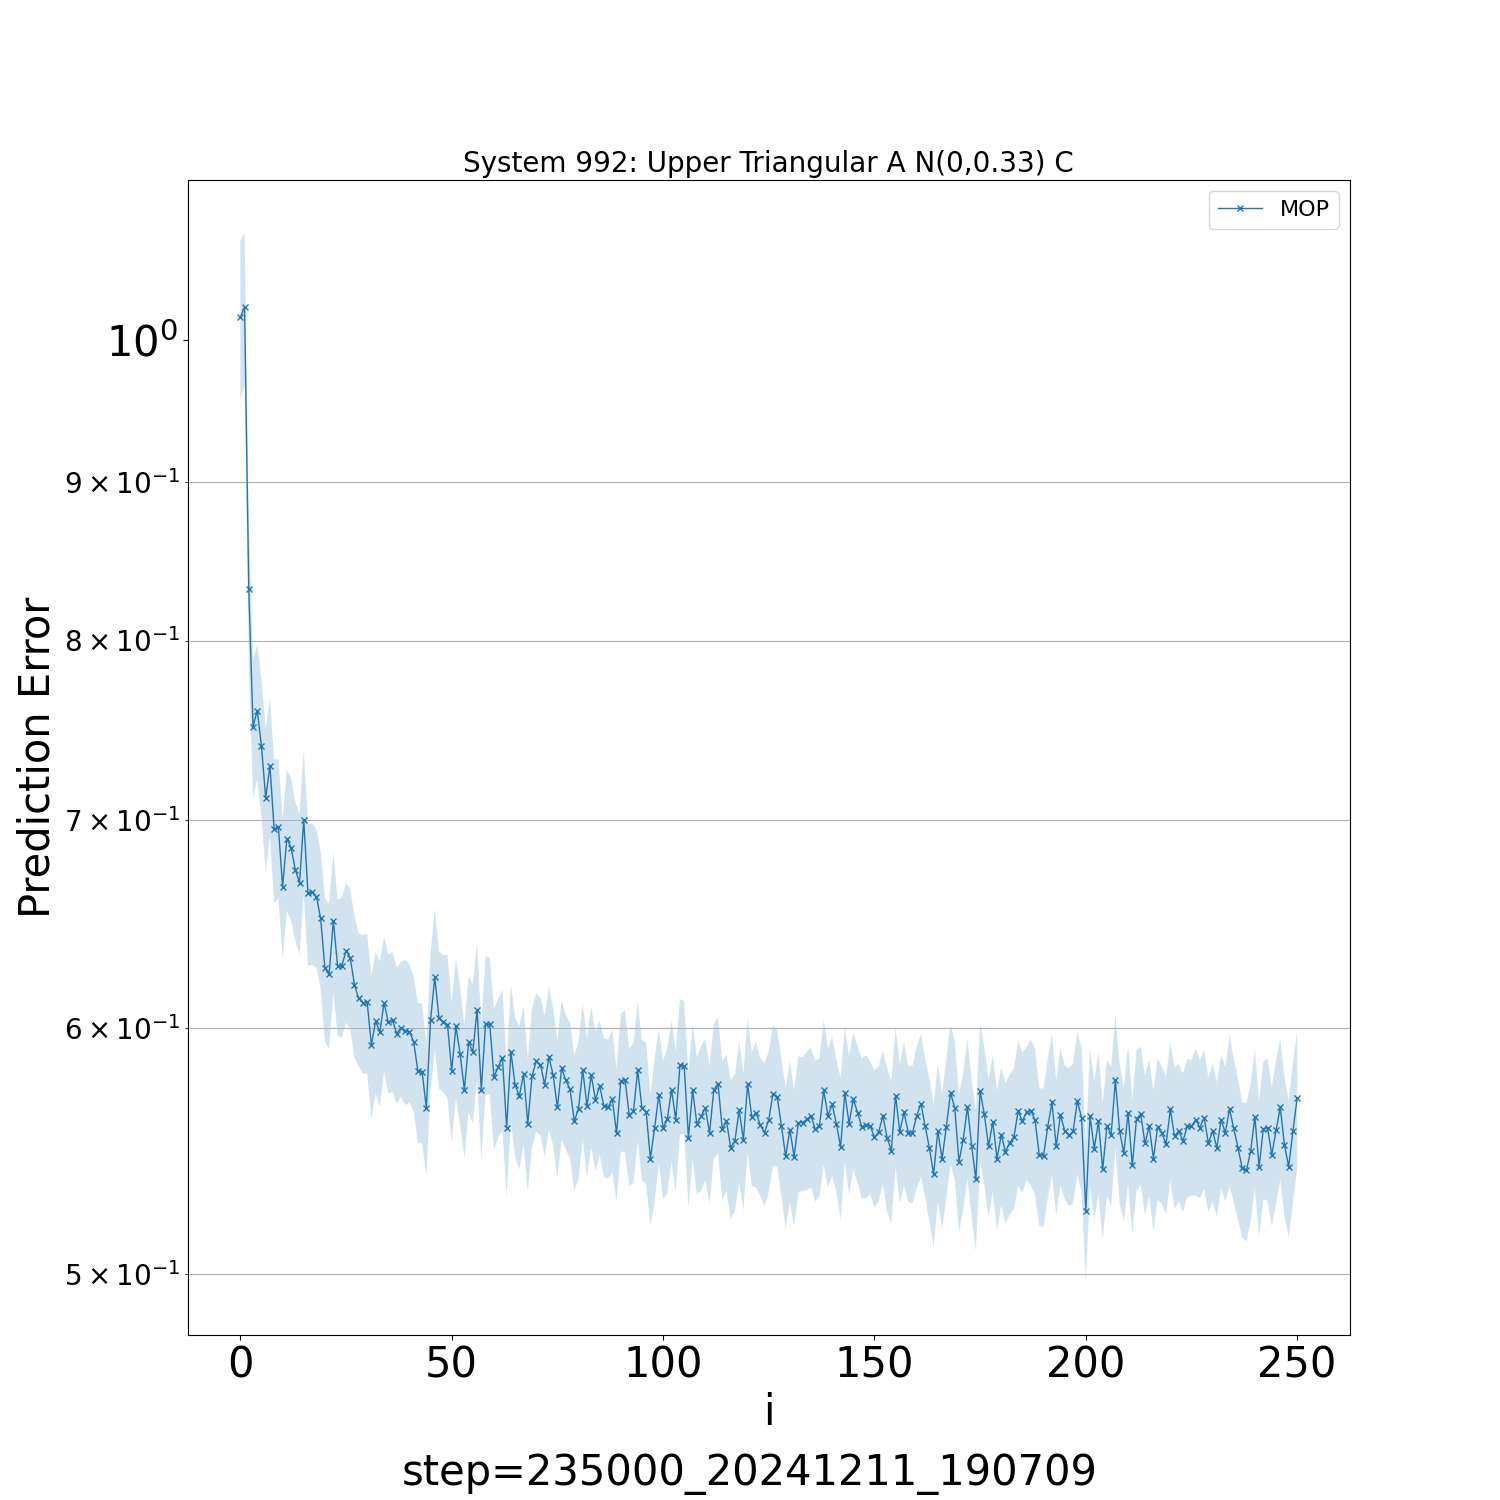 System 992: Upper Triangular A N(0,0.33) C
MOP
10⁰
9 × 10⁻¹
8 × 10⁻¹
7 × 10⁻¹
6 × 10⁻¹
5 × 10⁻¹
Prediction Error
0 50 100 150 200 250
i
step=235000_20241211_190709